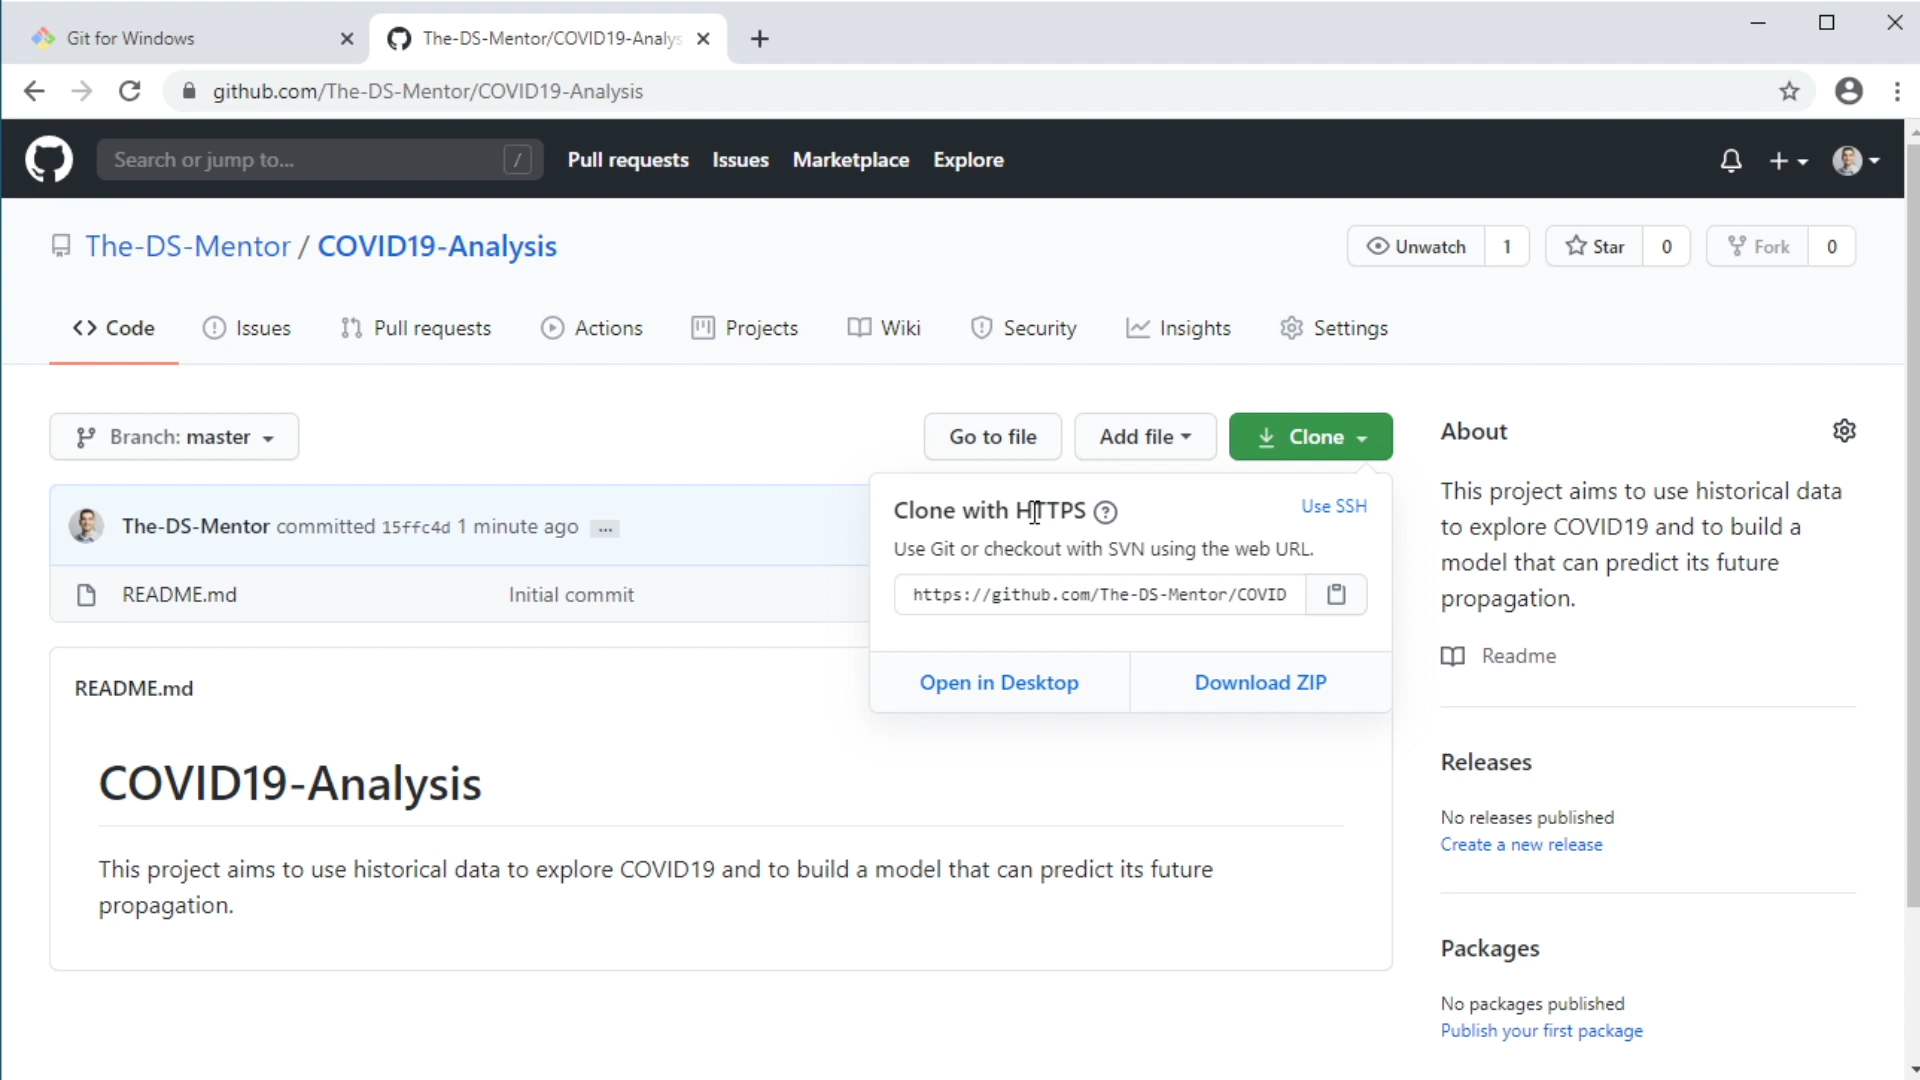 Git for Windows
The-DS-Mentor/COVID19-Analys
github.com/The-DS-Mentor/COVID19-Analysis
Search or jump to...
/
Pull requests
Issues
Marketplace
Explore
The-DS-Mentor / COVID19-Analysis
Unwatch 1
Star 0
Fork 0
Code
Issues
Pull requests
Actions
Projects
Wiki
Security
Insights
Settings
Branch: master
Go to file
Add file
Clone
The-DS-Mentor committed 15ffc4d 1 minute ago ...
README.md
Initial commit
Clone with HTTPS ?
Use SSH
Use Git or checkout with SVN using the web URL.
https://github.com/The-DS-Mentor/COVID
Open in Desktop
Download ZIP
README.md
COVID19-Analysis
This project aims to use historical data to explore COVID19 and to build a model that can predict its future
propagation.
About
This project aims to use historical data
to explore COVID19 and to build a
model that can predict its future
propagation.
Readme
Releases
No releases published
Create a new release
Packages
No packages published
Publish your first package